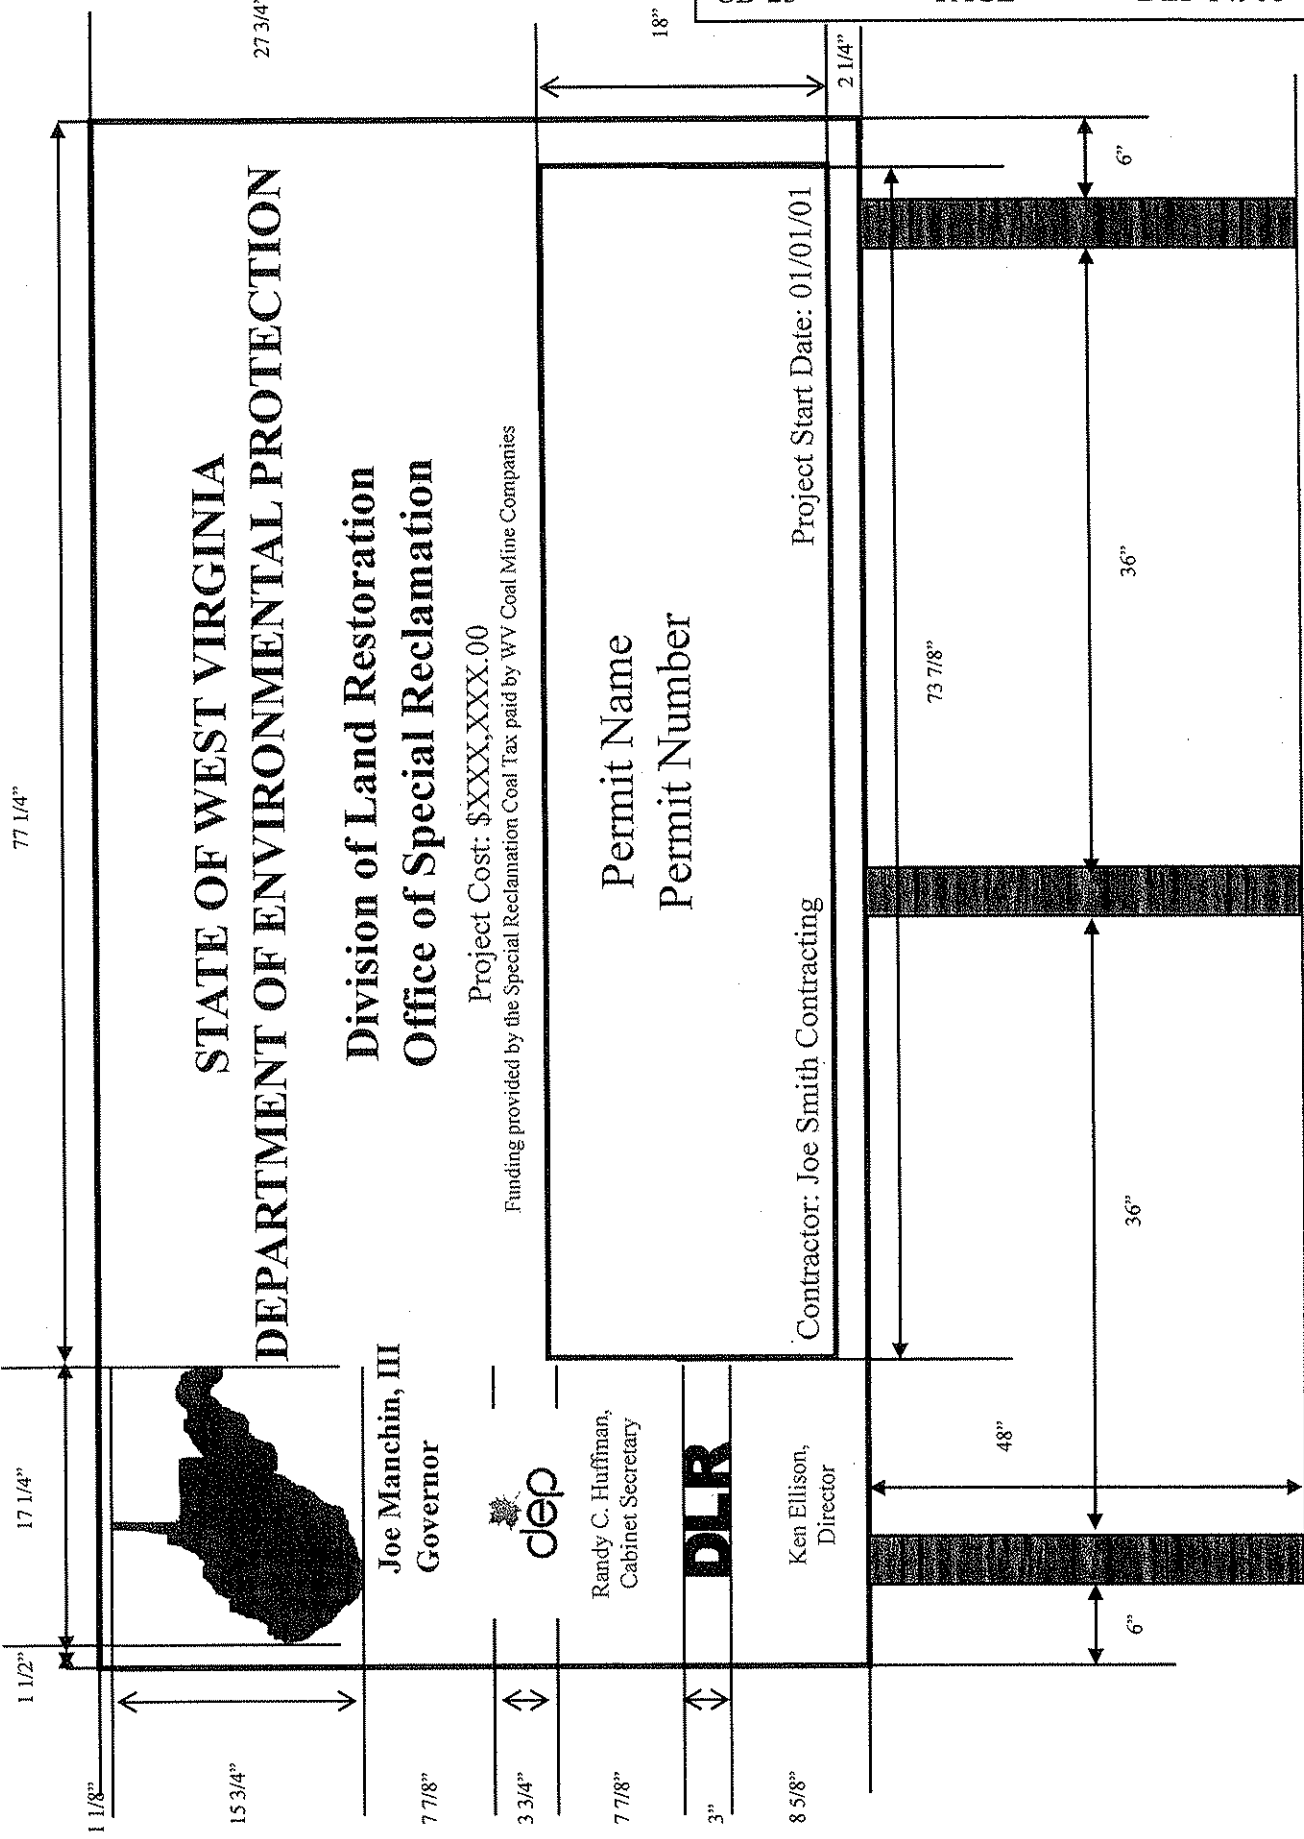 1 1/2”
17 1/4”
77 1/4”
1 1/8”
15 3/4”
7 7/8”
3 3/4”
7 7/8”
3”
8 5/8”
27 3/4”
18”
2 1/4”
STATE OF WEST VIRGINIA
DEPARTMENT OF ENVIRONMENTAL PROTECTION
Division of Land Restoration
Office of Special Reclamation
Project Cost: $XXX,XXX.00
Funding provided by the Special Reclamation Coal Tax paid by WV Coal Mine Companies
Joe Manchin, III
Governor
dep
Randy C. Huffman,
Cabinet Secretary
DLR
Ken Ellison,
Director
Permit Name
Permit Number
Contractor: Joe Smith Contracting
Project Start Date: 01/01/01
73 7/8”
48”
6”
36”
36”
6”